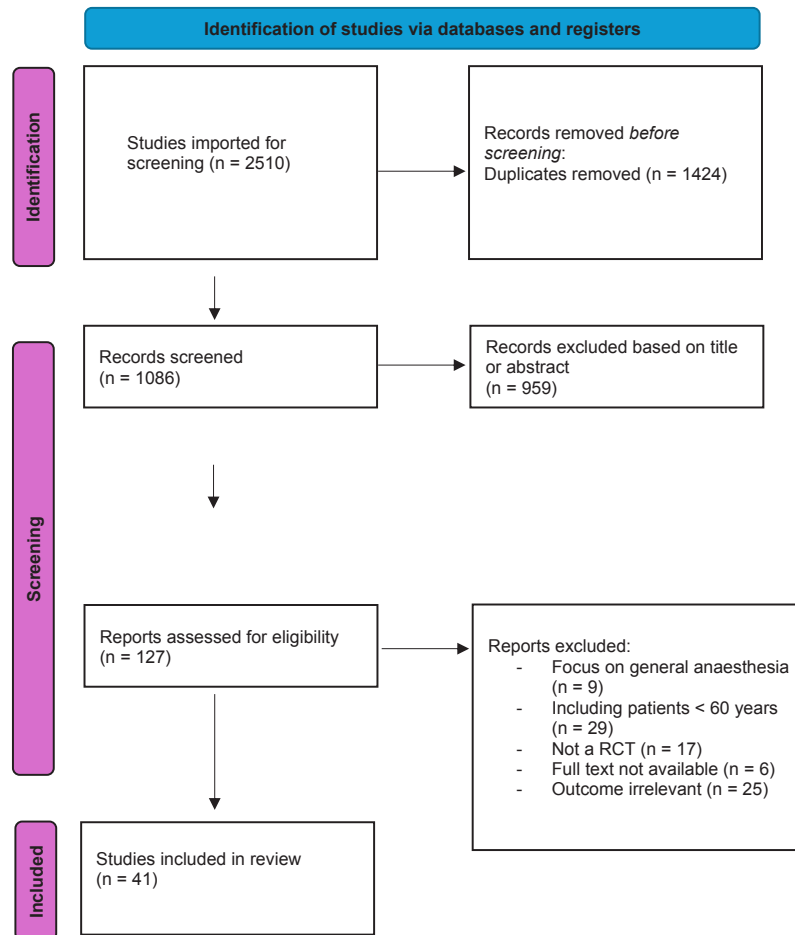 Identification of studies via databases and registers
Identification
Studies imported for
screening (n = 2510)
Records removed before
screening:
Duplicates removed (n = 1424)
Screening
Records screened
(n = 1086)
Records excluded based on title
or abstract
(n = 959)
Reports assessed for eligibility
(n = 127)
Reports excluded:
- Focus on general anaesthesia
(n = 9)
- Including patients < 60 years
(n = 29)
- Not a RCT (n = 17)
- Full text not available (n = 6)
- Outcome irrelevant (n = 25)
Included
Studies included in review
(n = 41)